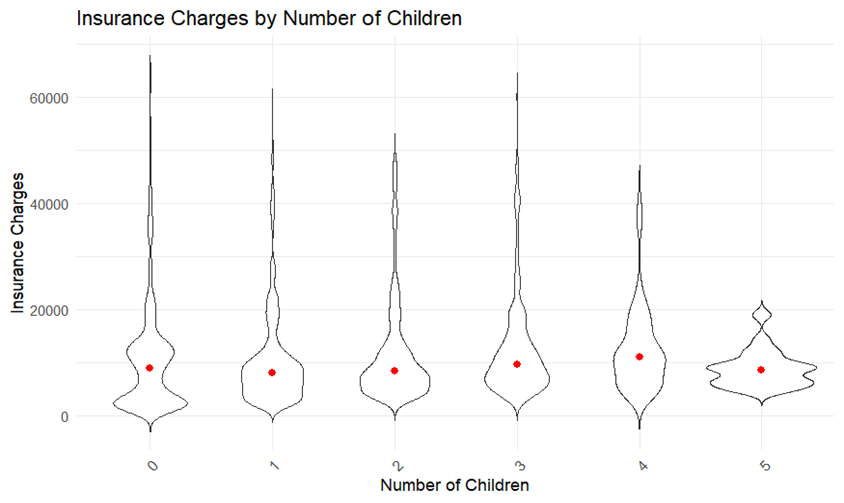 Insurance Charges by Number of Children
Insurance Charges
60000
40000
20000
0
0 1 2 3 4 5
Number of Children